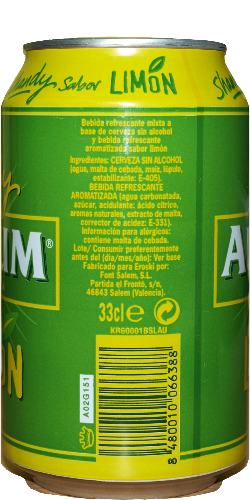 Shandy sabor LIMÓN Shan
Bebida refrescante mixta a
base de cerveza sin alcohol
y bebida refrescante
aromatizada sabor limón
Ingredientes: CERVEZA SIN ALCOHOL
(agua, malta de cebada, maíz, lúpulo,
estabilizante: E-405).
BEBIDA REFRESCANTE
AROMATIZADA (agua carbonatada,
azúcar, acidulante: ácido cítrico,
aromas naturales, extracto de malta,
corrector de acidez: E-331).
Información para alérgicos:
contiene malta de cebada.
Lote/ Consumir preferentemente
antes del (día/mes/año): Ver base
Fabricado para Eroski por:
Font Salem, S.L.
Partida el Frontó, s/n,
46843 Salem (Valencia).
IM®
A
33cl e
KR60001BSLAU
ON
A02G151
8 480010 066388